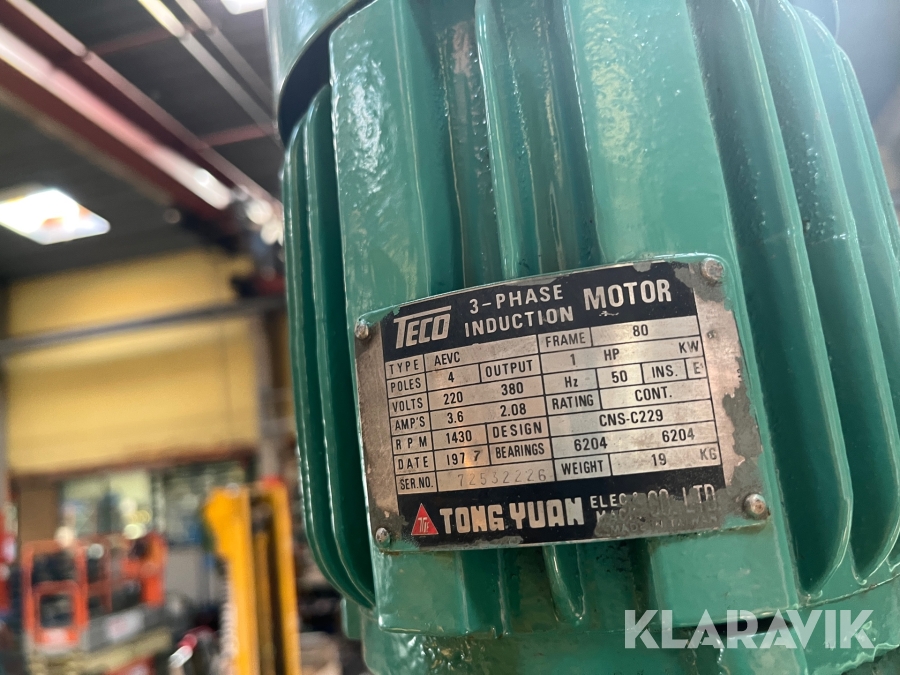 TECO 3-PHASE INDUCTION MOTOR
TYPE AEVC FRAME 80
POLES 4 OUTPUT 1 HP KW
VOLTS 220 380 Hz 50 INS. E
AMP'S 3.6 2.08 RATING CONT.
RPM 1430 DESIGN CNS-C229
DATE 197 7 BEARINGS 6204 6204
SER.NO. 72532226 WEIGHT 19 KG
TONG YUAN ELEC. CO. LTD.
KLARAVIK